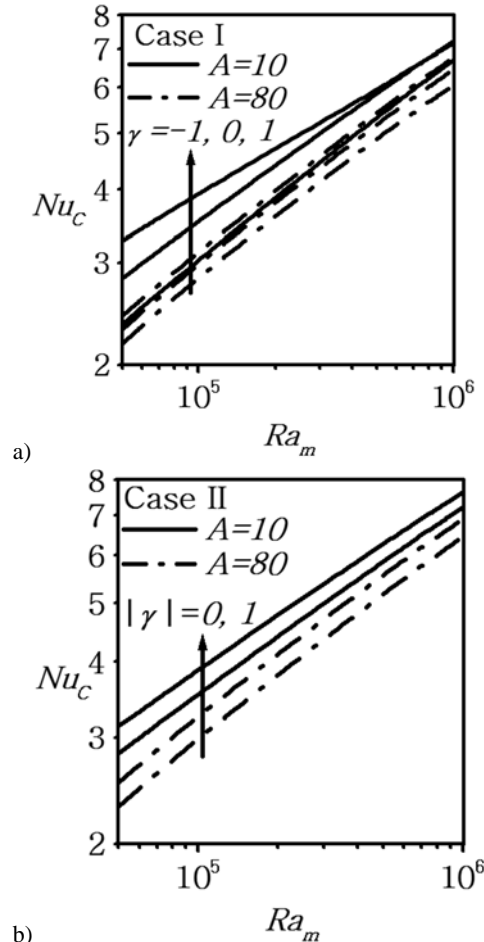 8
7
6
5
4
3
2
Case I
A=10
A=80
γ=−1, 0, 1
Nu_C
10^5
10^6
Ra_m
a)
8
7
6
5
4
3
2
Case II
A=10
A=80
|γ|=0, 1
Nu_C
10^5
10^6
Ra_m
b)